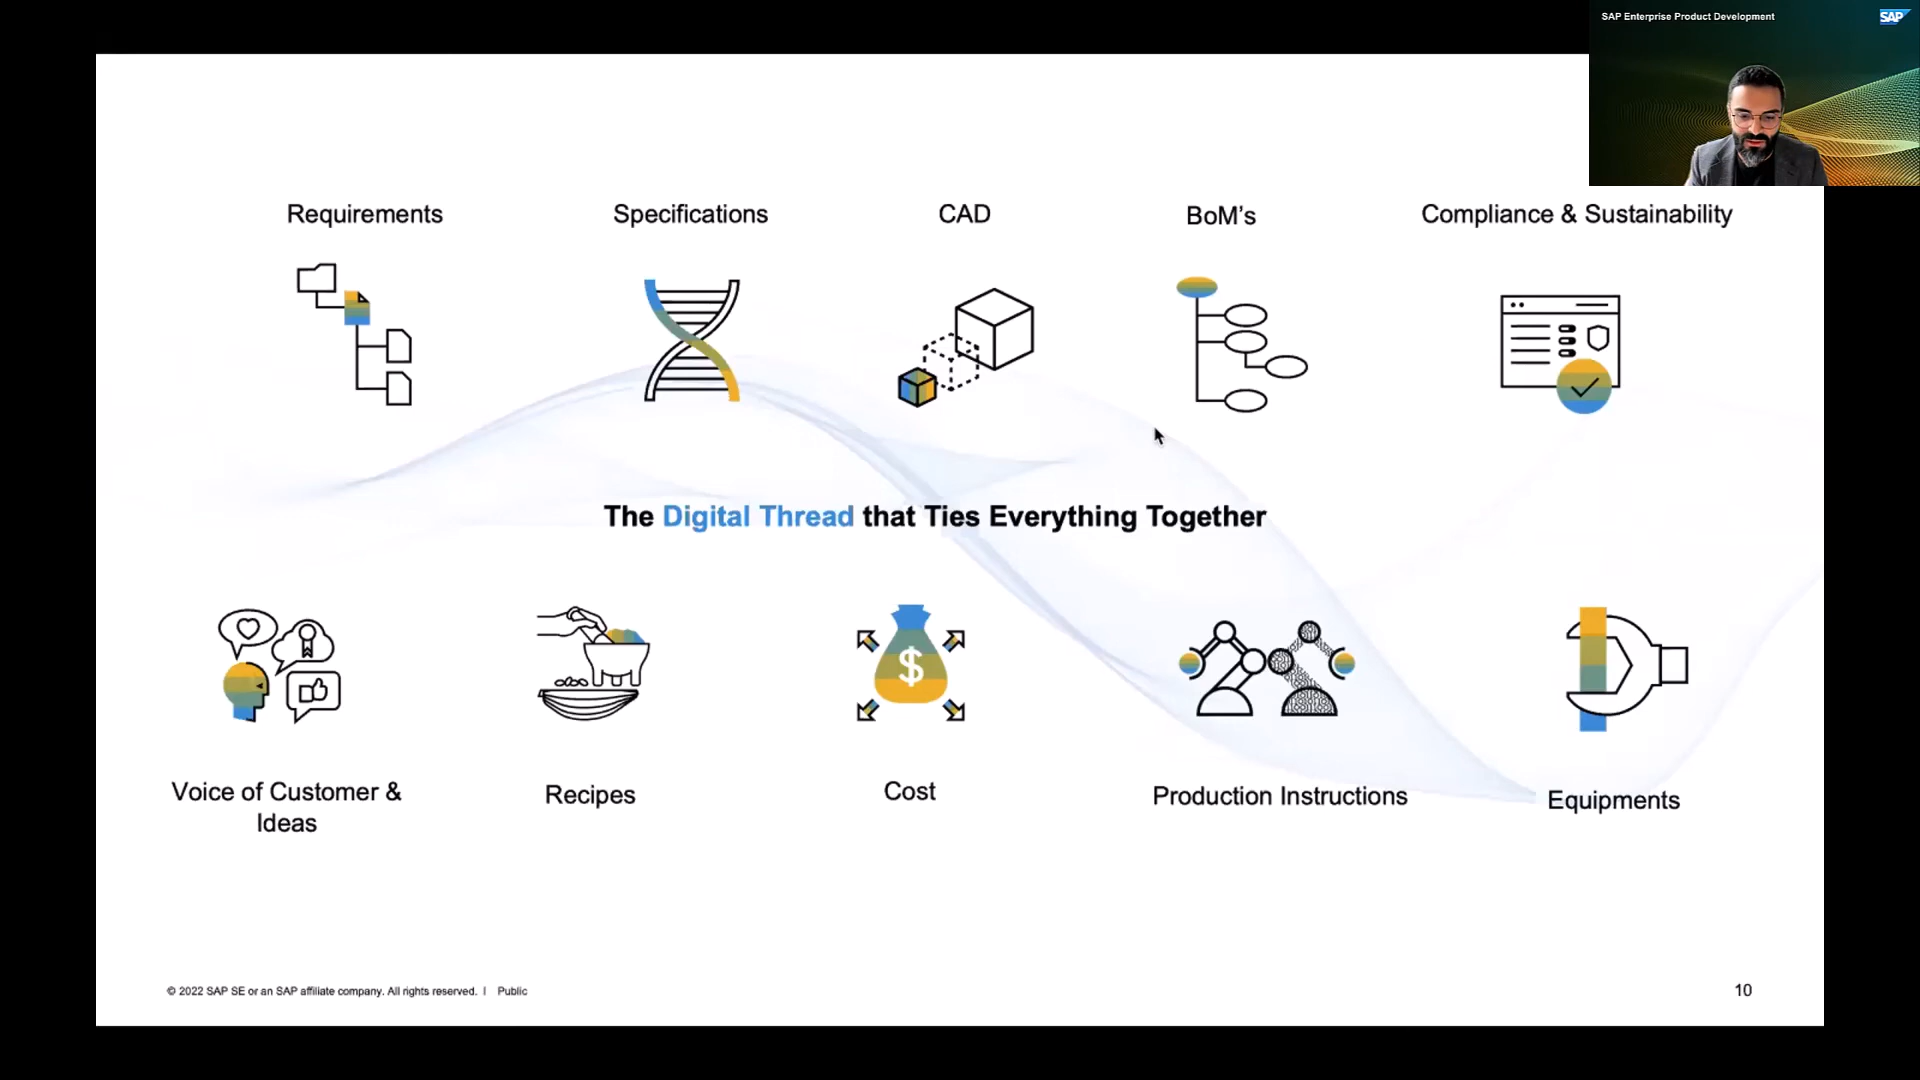 SAP Enterprise Product Development
SAP
Requirements
Specifications
CAD
BoM's
Compliance & Sustainability
The Digital Thread that Ties Everything Together
$
Voice of Customer &
Ideas
Recipes
Cost
Production Instructions
Equipments
© 2022 SAP SE or an SAP affiliate company. All rights reserved. | Public
10